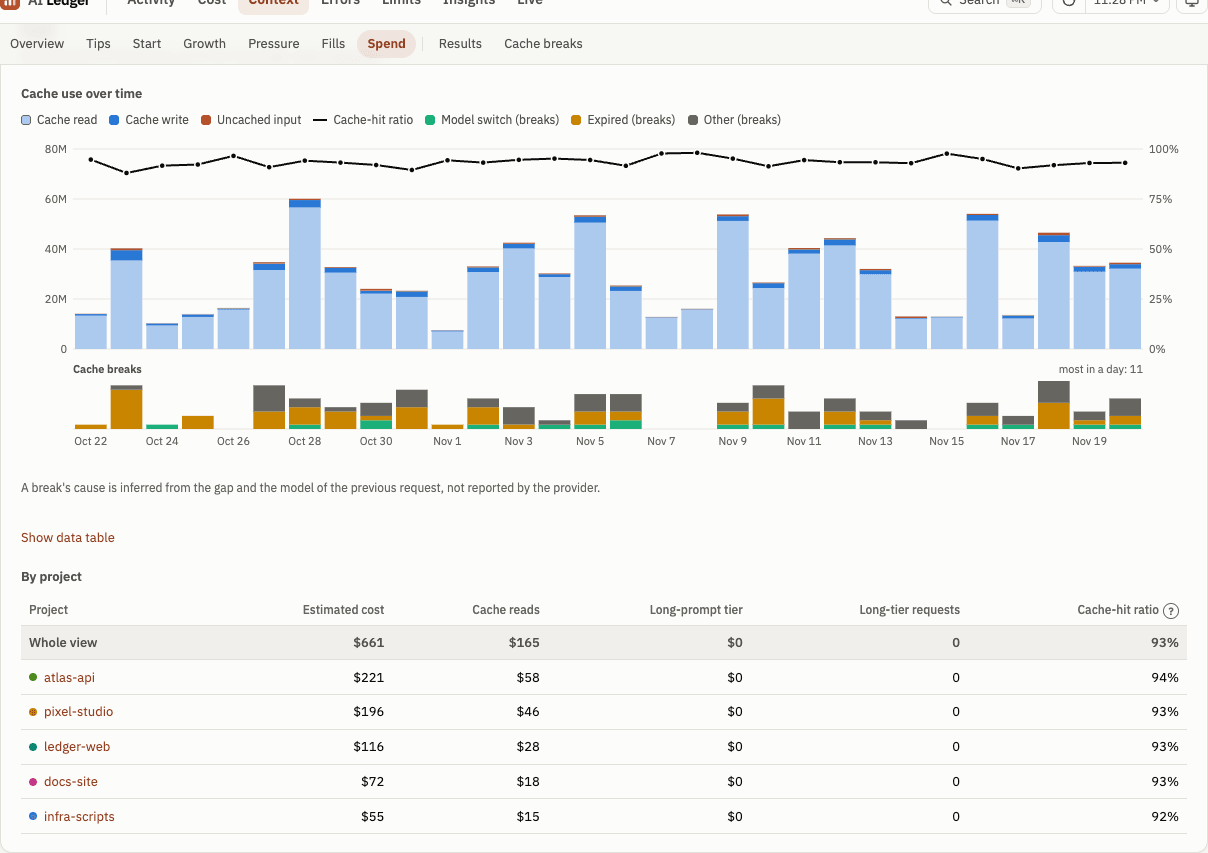 AI Ledger Activity Cost Context Errors Limits Insights Live Search ⌘K 11:28 PM
Overview Tips Start Growth Pressure Fills Spend Results Cache breaks
Cache use over time
Cache read Cache write Uncached input Cache-hit ratio Model switch (breaks) Expired (breaks) Other (breaks)
80M 100%
60M 75%
40M 50%
20M 25%
0 0%
Cache breaks most in a day: 11
Oct 22 Oct 24 Oct 26 Oct 28 Oct 30 Nov 1 Nov 3 Nov 5 Nov 7 Nov 9 Nov 11 Nov 13 Nov 15 Nov 17 Nov 19
A break's cause is inferred from the gap and the model of the previous request, not reported by the provider.
Show data table
By project
Project Estimated cost Cache reads Long-prompt tier Long-tier requests Cache-hit ratio ?
Whole view $661 $165 $0 0 93%
atlas-api $221 $58 $0 0 94%
pixel-studio $196 $46 $0 0 93%
ledger-web $116 $28 $0 0 93%
docs-site $72 $18 $0 0 93%
infra-scripts $55 $15 $0 0 92%